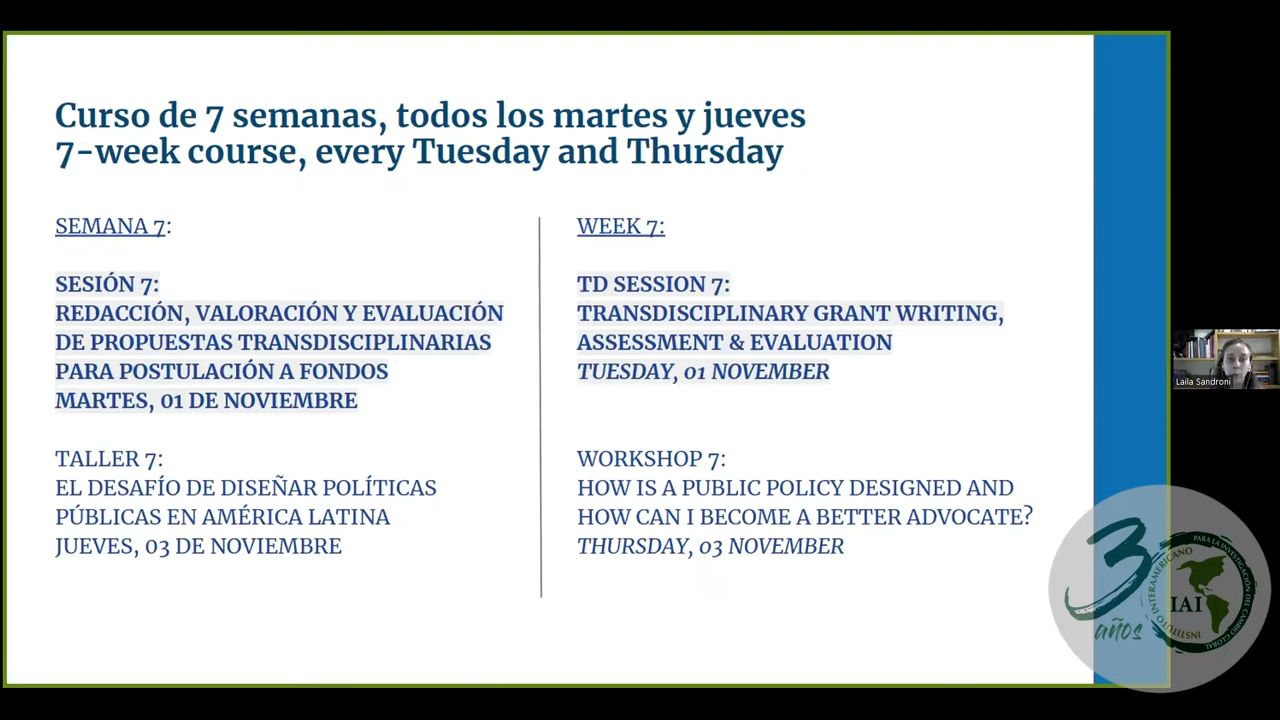 Curso de 7 semanas, todos los martes y jueves
7-week course, every Tuesday and Thursday
SEMANA 7:
SESIÓN 7:
REDACCIÓN, VALORACIÓN Y EVALUACIÓN
DE PROPUESTAS TRANSDISCIPLINARIAS
PARA POSTULACIÓN A FONDOS
MARTES, 01 DE NOVIEMBRE
TALLER 7:
EL DESAFÍO DE DISEÑAR POLÍTICAS
PÚBLICAS EN AMÉRICA LATINA
JUEVES, 03 DE NOVIEMBRE
WEEK 7:
TD SESSION 7:
TRANSDISCIPLINARY GRANT WRITING,
ASSESSMENT & EVALUATION
TUESDAY, 01 NOVEMBER
WORKSHOP 7:
HOW IS A PUBLIC POLICY DESIGNED AND
HOW CAN I BECOME A BETTER ADVOCATE?
THURSDAY, 03 NOVEMBER
Laila Sandroni
30 años
INSTITUTO INTERAMERICANO PARA LA INVESTIGACIÓN DEL CAMBIO GLOBAL
IAI